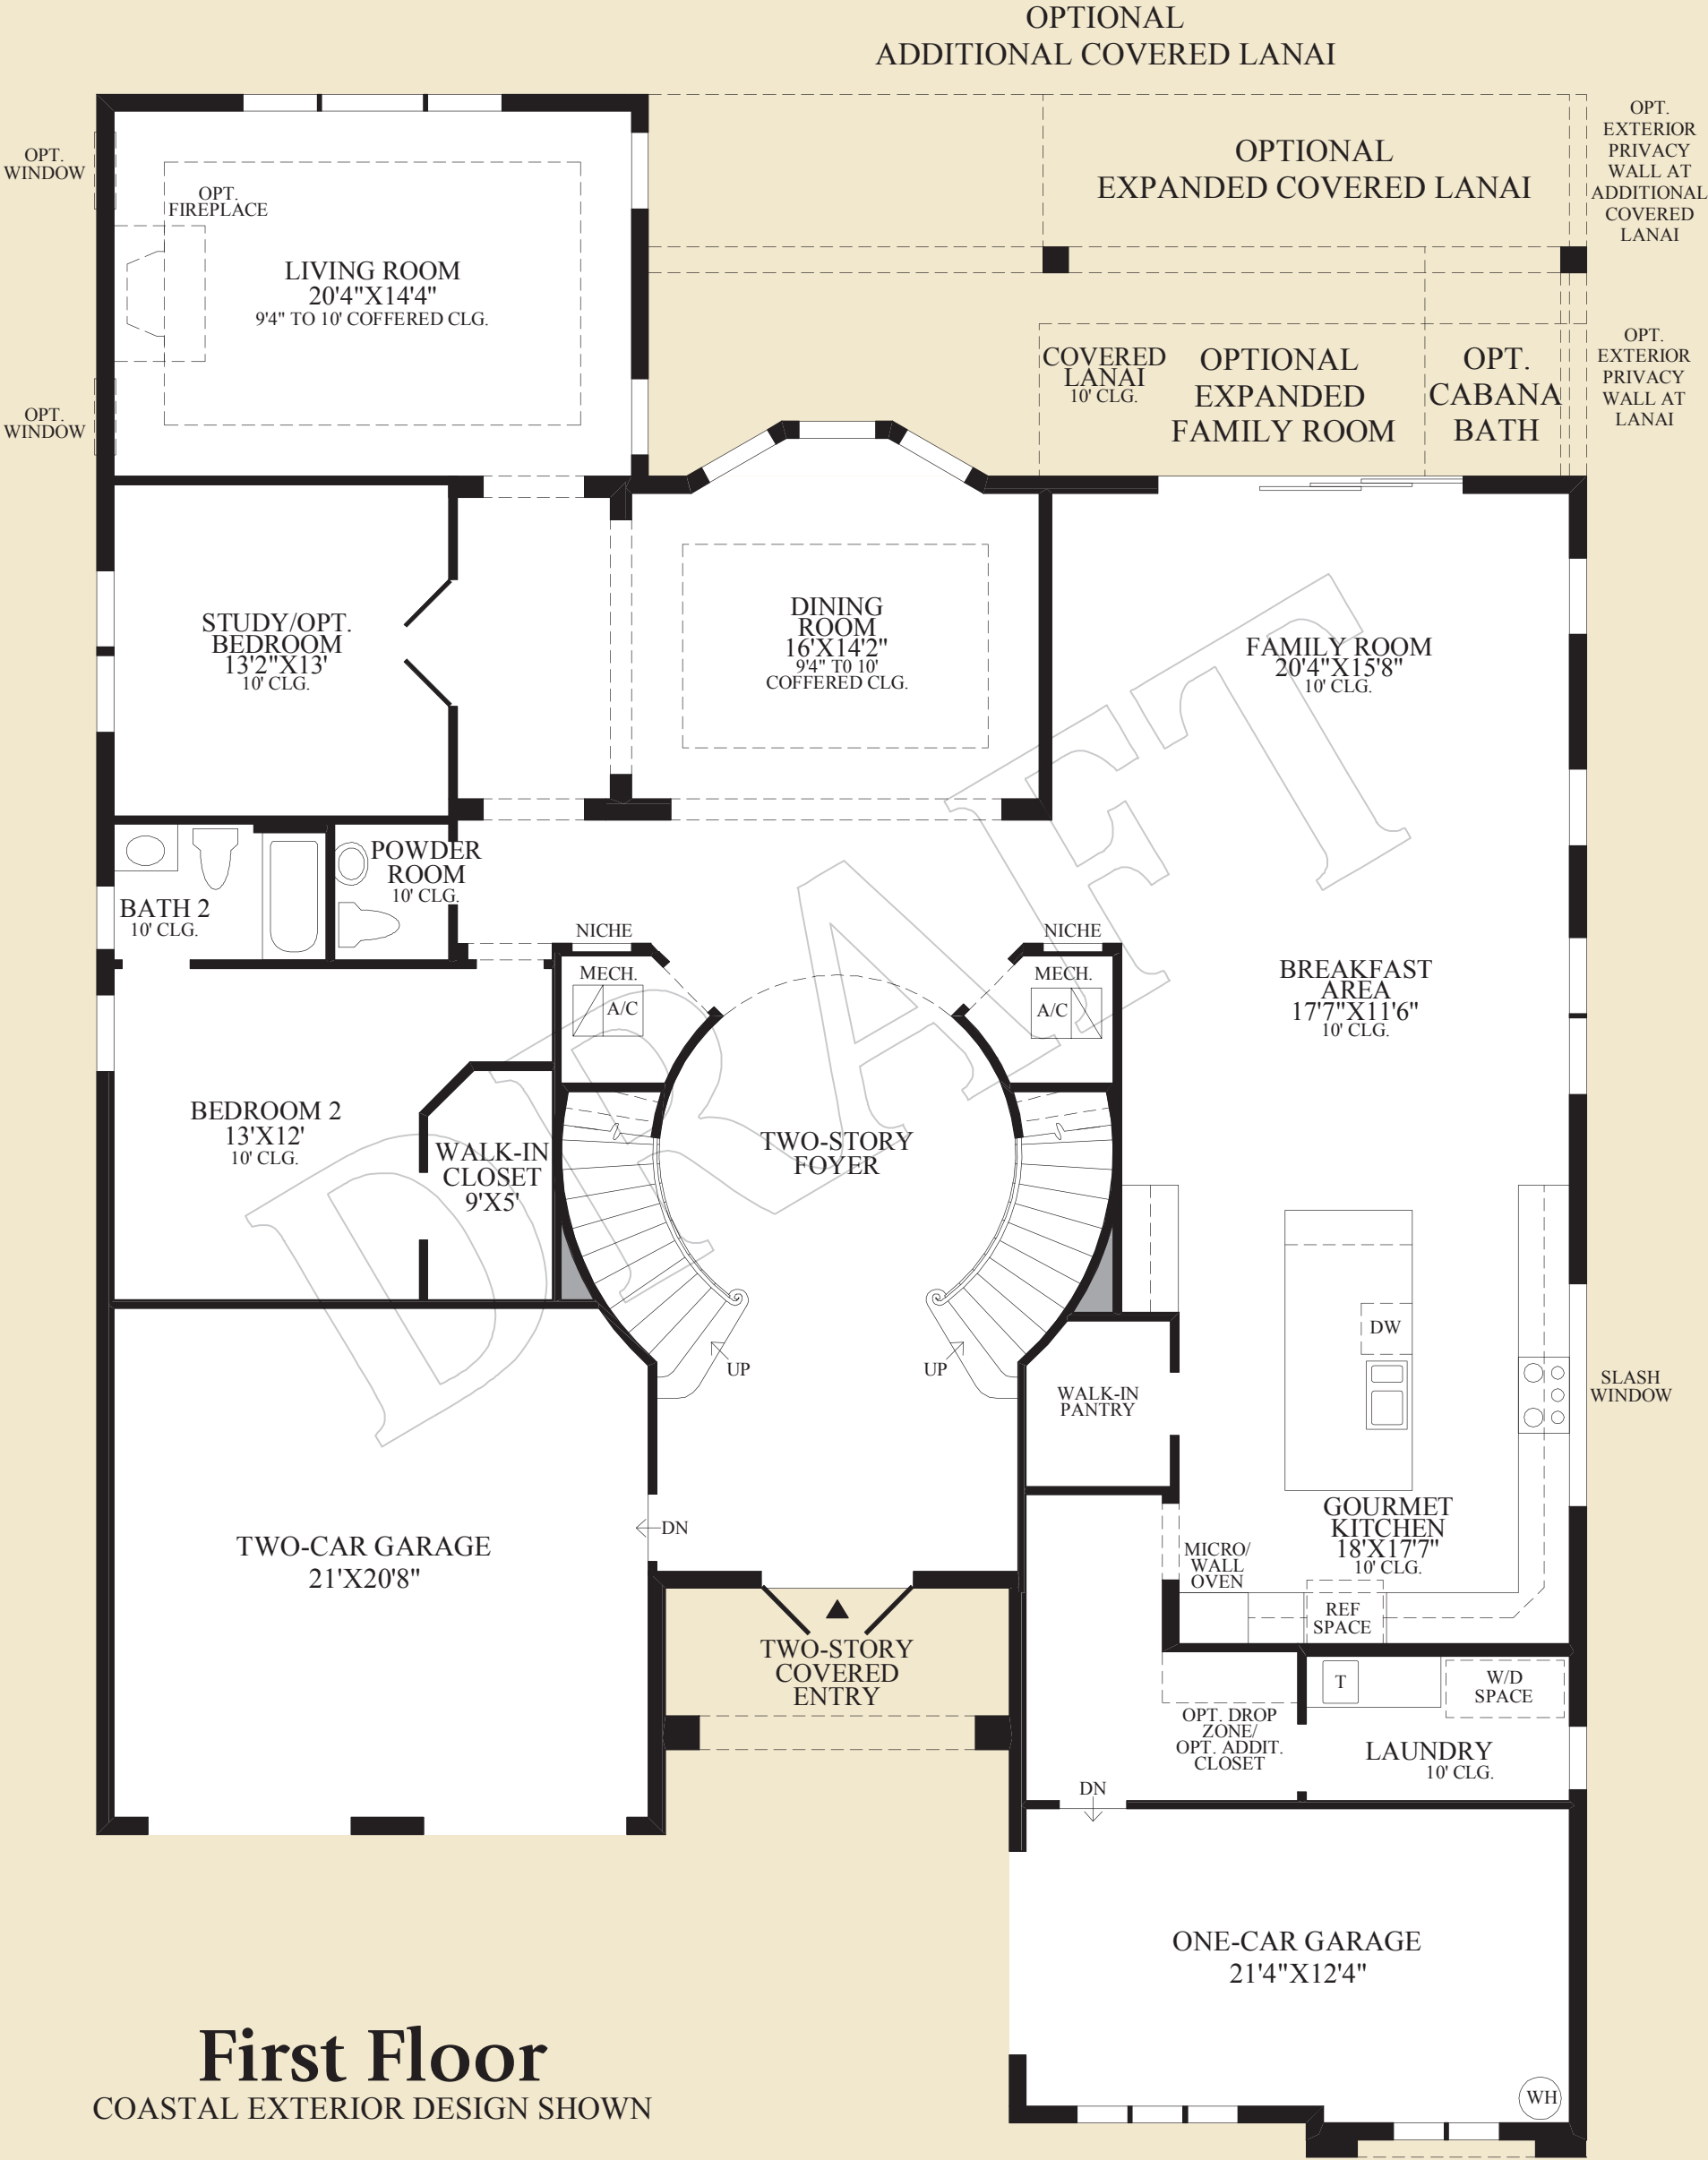 OPTIONAL
ADDITIONAL COVERED LANAI
OPT.
WINDOW
OPT.
FIREPLACE
LIVING ROOM
20'4"X14'4"
9'4" TO 10' COFFERED CLG.
OPT.
WINDOW
OPTIONAL
EXPANDED COVERED LANAI
OPT.
EXTERIOR
PRIVACY
WALL AT
ADDITIONAL
COVERED
LANAI
COVERED
LANAI
10' CLG.
OPTIONAL
EXPANDED
FAMILY ROOM
OPT.
CABANA
BATH
OPT.
EXTERIOR
PRIVACY
WALL AT
LANAI
STUDY/OPT.
BEDROOM
13'2"X13'
10' CLG.
DINING
ROOM
16'X14'2"
9'4" T0 10'
COFFERED CLG.
FAMILY ROOM
20'4"X15'8"
10' CLG.
DRAFT
BATH 2
10' CLG.
POWDER
ROOM
10' CLG.
NICHE
MECH.
A/C
NICHE
MECH.
A/C
BREAKFAST
AREA
17'7"X11'6"
10' CLG.
BEDROOM 2
13'X12'
10' CLG.
WALK-IN
CLOSET
9'X5'
TWO-STORY
FOYER
UP
UP
DW
SLASH
WINDOW
WALK-IN
PANTRY
GOURMET
KITCHEN
18'X17'7"
10' CLG.
MICRO/
WALL
OVEN
REF
SPACE
TWO-CAR GARAGE
21'X20'8"
DN
TWO-STORY
COVERED
ENTRY
T
W/D
SPACE
OPT. DROP
ZONE/
OPT. ADDIT.
CLOSET
LAUNDRY
10' CLG.
DN
ONE-CAR GARAGE
21'4"X12'4"
WH
First Floor
COASTAL EXTERIOR DESIGN SHOWN